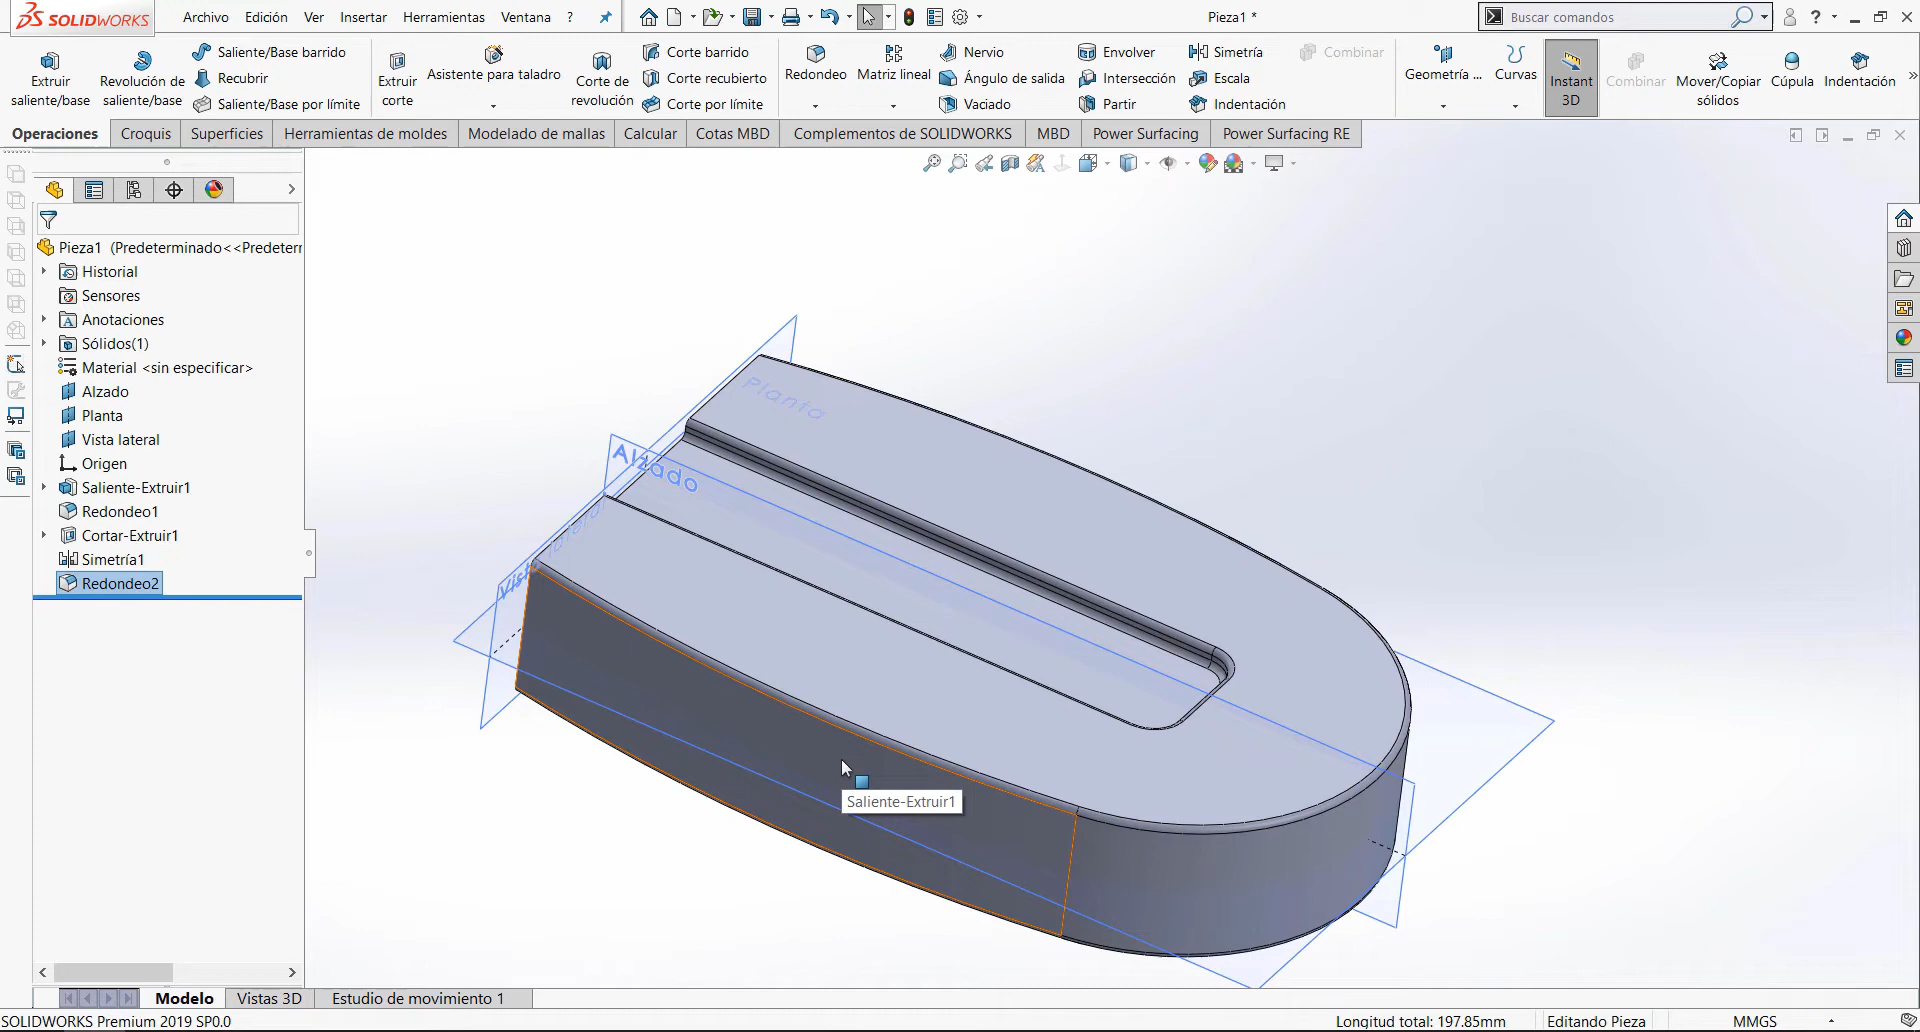 SOLIDWORKS
Archivo Edición Ver Insertar Herramientas Ventana ?
Pieza1 *
Buscar comandos
?
Extruir saliente/base
Revolución de saliente/base
Saliente/Base barrido
Recubrir
Saliente/Base por límite
Extruir corte
Asistente para taladro
Corte de revolución
Corte barrido
Corte recubierto
Corte por límite
Redondeo
Matriz lineal
Nervio
Ángulo de salida
Vaciado
Envolver
Intersección
Partir
Simetría
Escala
Indentación
Combinar
Geometría ...
Curvas
Instant 3D
Combinar
Mover/Copiar sólidos
Cúpula
Indentación
Operaciones Croquis Superficies Herramientas de moldes Modelado de mallas Calcular Cotas MBD Complementos de SOLIDWORKS MBD Power Surfacing Power Surfacing RE
Pieza1 (Predeterminado<<Predeterr
Historial
Sensores
Anotaciones
Sólidos(1)
Material <sin especificar>
Alzado
Planta
Vista lateral
Origen
Saliente-Extruir1
Redondeo1
Cortar-Extruir1
Simetría1
Redondeo2
Planta
Alzado
Vista lateral
Saliente-Extruir1
Modelo Vistas 3D Estudio de movimiento 1
SOLIDWORKS Premium 2019 SP0.0
Longitud total: 197.85mm Editando Pieza MMGS